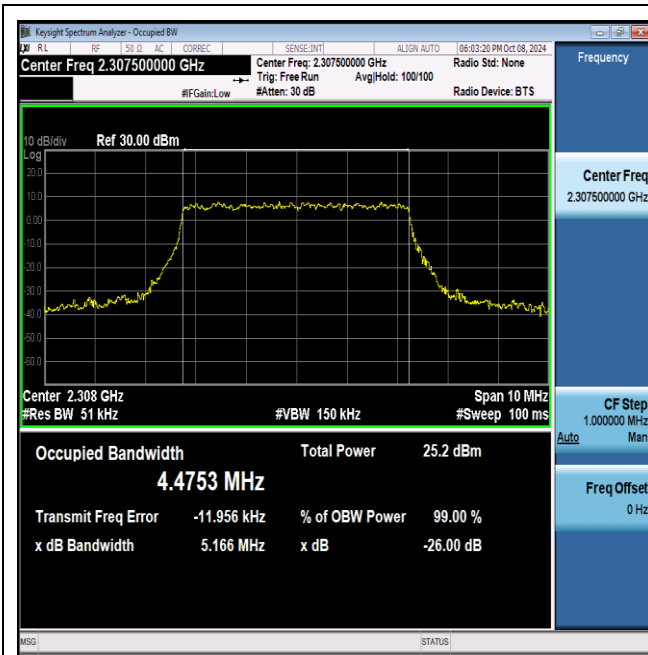 Keysight Spectrum Analyzer - Occupied BW
LXI RL RF 50 Ω AC CORREC SENSE:INT ALIGN AUTO 06:03:20 PM Oct 08, 2024
Center Freq 2.307500000 GHz
Center Freq: 2.307500000 GHz Radio Std: None
Trig: Free Run Avg|Hold: 100/100
#IFGain:Low #Atten: 30 dB Radio Device: BTS
10 dB/div Ref 30.00 dBm
Log
20.0
10.0
0.00
-10.0
-20.0
-30.0
-40.0
-50.0
-60.0
Center 2.308 GHz Span 10 MHz
#Res BW 51 kHz #VBW 150 kHz #Sweep 100 ms
Occupied Bandwidth Total Power 25.2 dBm
4.4753 MHz
Transmit Freq Error -11.956 kHz % of OBW Power 99.00 %
x dB Bandwidth 5.166 MHz x dB -26.00 dB
MSG STATUS
Frequency
Center Freq
2.307500000 GHz
CF Step
1.000000 MHz
Auto Man
Freq Offset
0 Hz